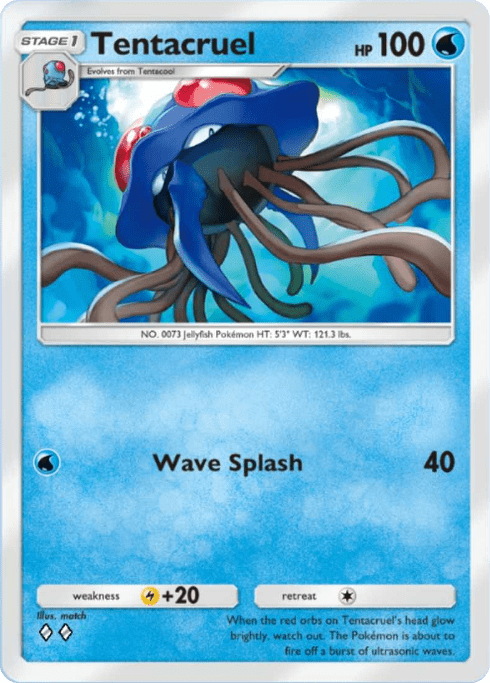 STAGE 1 Tentacruel HP 100
Evolves from Tentacool
NO. 0073 Jellyfish Pokémon HT: 5'3" WT: 121.3 lbs.
Wave Splash 40
weakness +20 retreat
Illus. match
When the red orbs on Tentacruel's head glow
brightly, watch out. The Pokémon is about to
fire off a burst of ultrasonic waves.